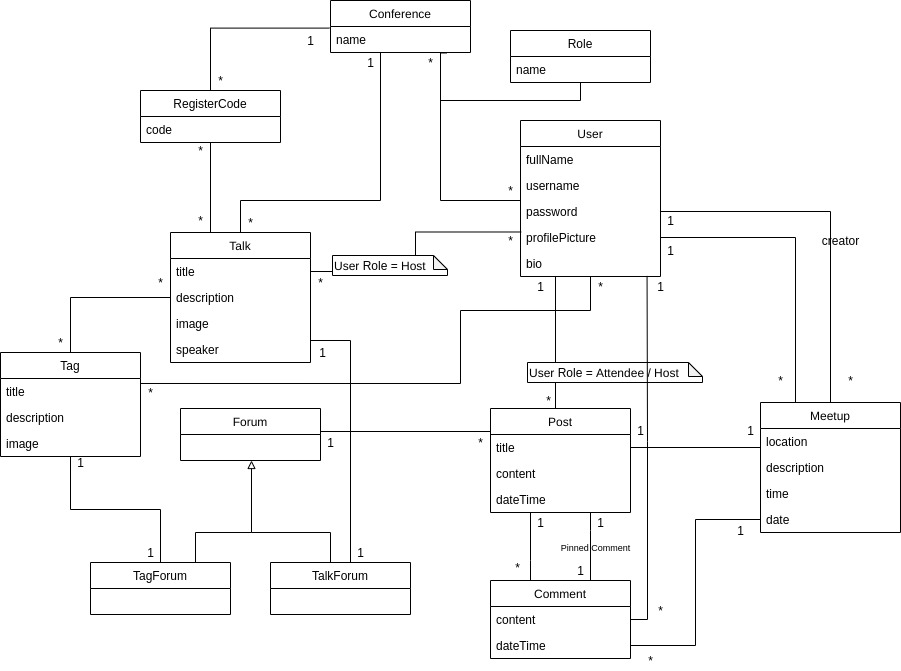 Conference
name
1
1
*
Role
name
*
RegisterCode
code
*
User
fullName
username
password
profilePicture
bio
*
*
1
1
creator
*
*
Talk
title
description
image
speaker
*
User Role = Host
*
*
1
1
*
1
*
Tag
title
description
image
*
User Role = Attendee / Host
*
*
*
Meetup
location
description
time
date
Forum
1
*
Post
title
content
dateTime
1
1
1
1
1
1
Pinned Comment
1
1
*
1
TagForum
TalkForum
Comment
content
dateTime
*
*